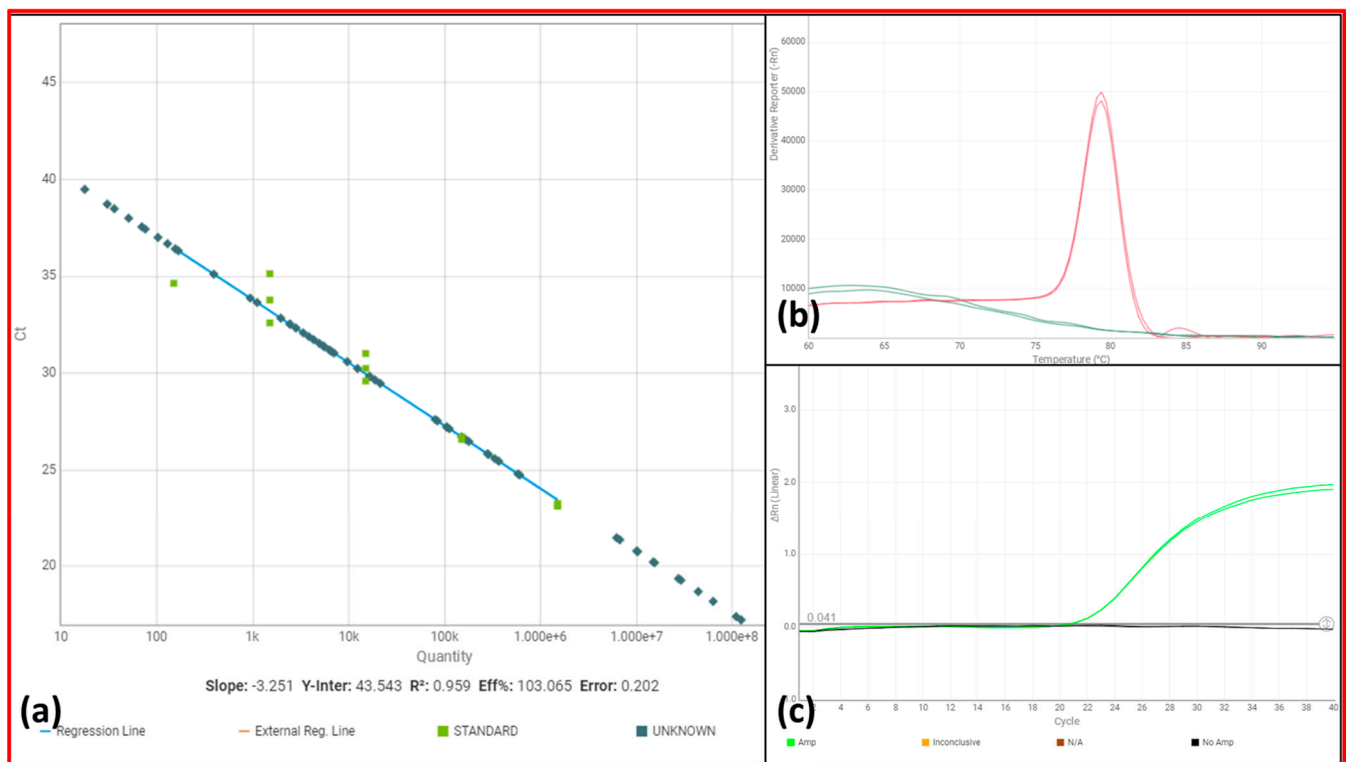 45
40
35
30
25
20
Ct
10 100 1k 10k 100k 1.000e+6 1.000e+7 1.000e+8
Quantity
Slope: -3.251 Y-Inter: 43.543 R²: 0.959 Eff%: 103.065 Error: 0.202
(a)
Regression Line External Reg. Line STANDARD UNKNOWN
60000
50000
40000
30000
20000
10000
Derivative Reporter (-Rn)
(b)
60 65 70 75 80 85 90
Temperature (°C)
3.0
2.0
1.0
0.0
ΔRn (Linear)
0.041
(c)
4 6 8 10 12 14 16 18 20 22 24 26 28 30 32 34 36 38 40
Cycle
Amp Inconclusive N/A No Amp